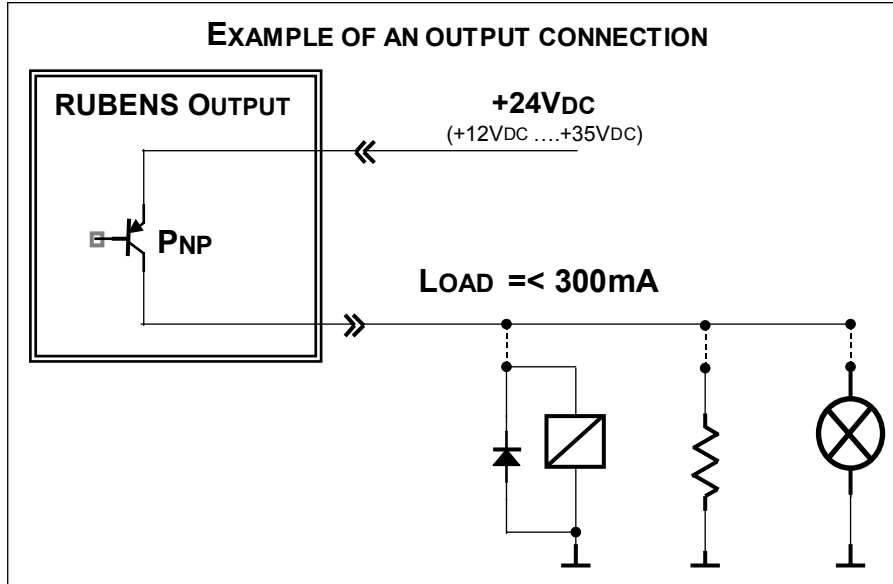 EXAMPLE OF AN OUTPUT CONNECTION
RUBENS OUTPUT
+24VDC
(+12VDC ....+35VDC)
PNP
LOAD =< 300mA